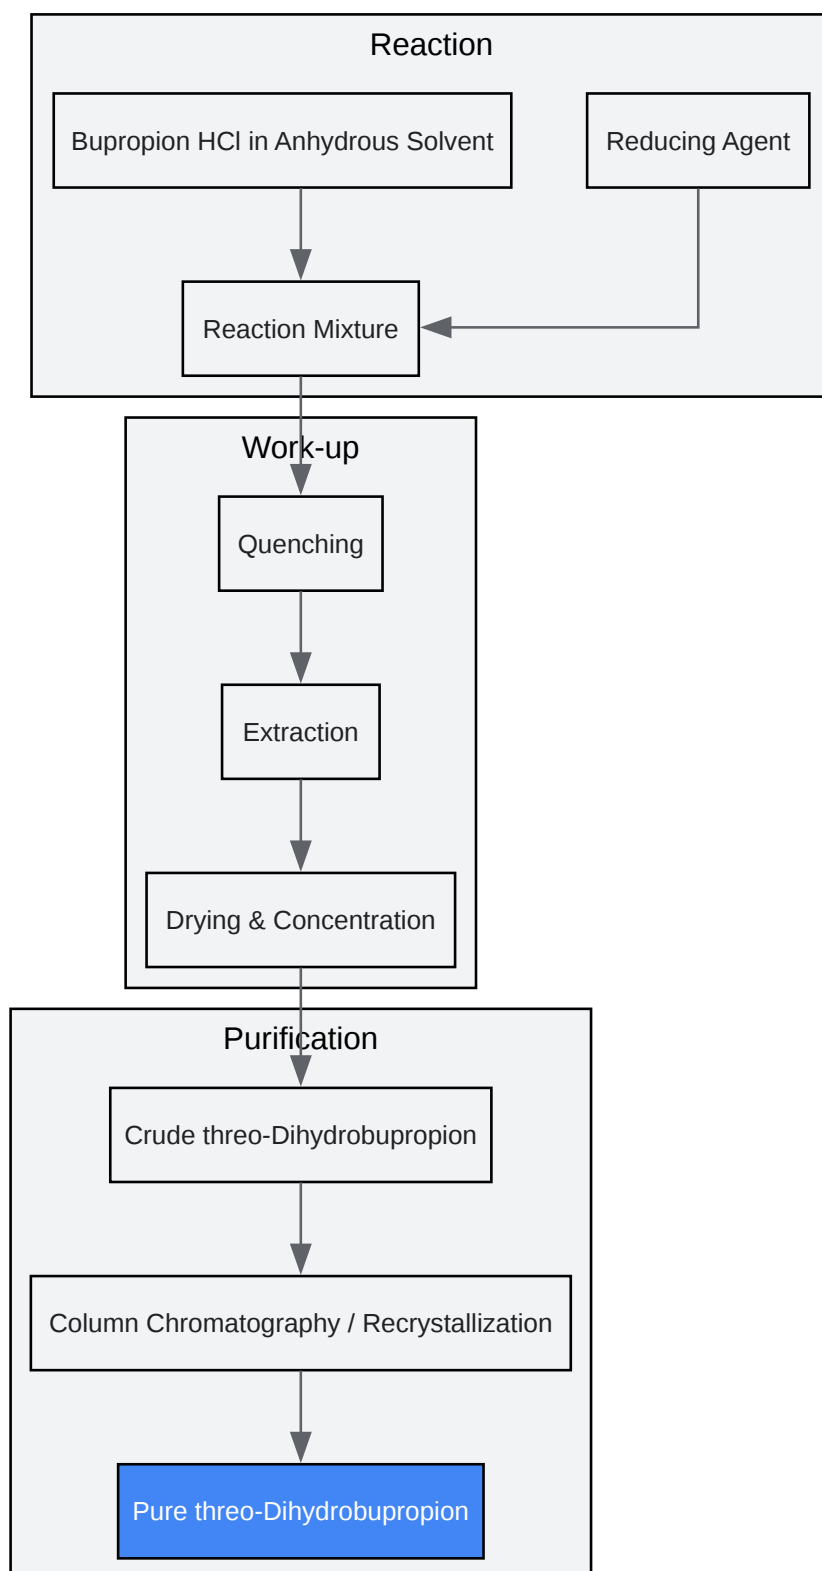 Reaction
Bupropion HCl in Anhydrous Solvent
Reducing Agent
Reaction Mixture
Work-up
Quenching
Extraction
Drying & Concentration
Purification
Crude threo-Dihydrobupropion
Column Chromatography / Recrystallization
Pure threo-Dihydrobupropion